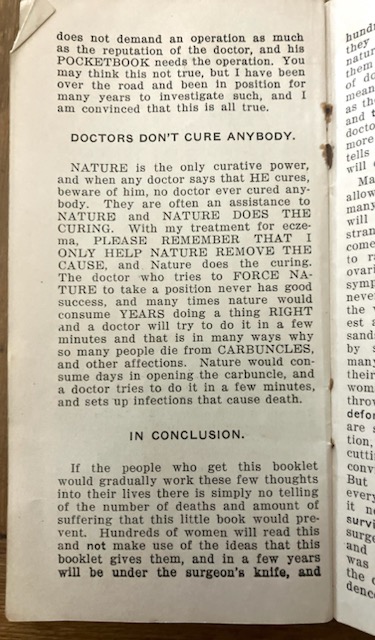 does not demand an operation as much
as the reputation of the doctor, and his
POCKETBOOK needs the operation. You
may think this not true, but I have been
over the road and been in position for
many years to investigate such, and I
am convinced that this is all true.
DOCTORS DON'T CURE ANYBODY.
NATURE is the only curative power,
and when any doctor says that HE cures,
beware of him, no doctor ever cured any-
body. They are often an assistance to
NATURE and NATURE DOES THE
CURING. With my treatment for ecze-
ma, PLEASE REMEMBER THAT I
ONLY HELP NATURE REMOVE THE
CAUSE, and Nature does the curing.
The doctor who tries to FORCE NA-
TURE to take a position never has good
success, and many times nature would
consume YEARS doing a thing RIGHT
and a doctor will try to do it in a few
minutes and that is in many ways why
so many people die from CARBUNCLES,
and other affections. Nature would con-
sume days in opening the carbuncle, and
a doctor tries to do it in a few minutes,
and sets up infections that cause death.
IN CONCLUSION.
If the people who get this booklet
would gradually work these few thoughts
into their lives there is simply no telling
of the number of deaths and amount of
suffering that this little book would pre-
vent. Hundreds of women will read this
and not make use of the ideas that this
booklet gives them, and in a few years
will be under the surgeon's knife, and